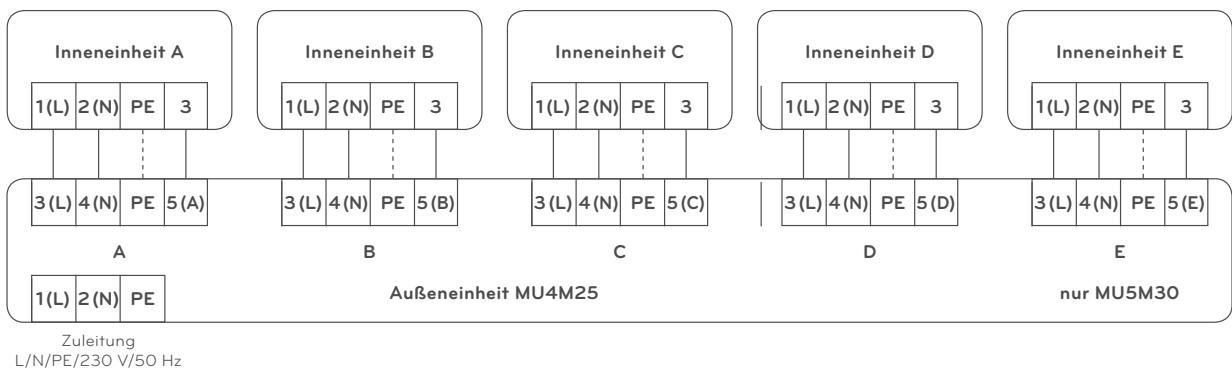 Inneneinheit A Inneneinheit B Inneneinheit C Inneneinheit D Inneneinheit E
1(L) 2(N) PE 3 1(L) 2(N) PE 3 1(L) 2(N) PE 3 1(L) 2(N) PE 3 1(L) 2(N) PE 3
3(L) 4(N) PE 5(A) 3(L) 4(N) PE 5(B) 3(L) 4(N) PE 5(C) 3(L) 4(N) PE 5(D) 3(L) 4(N) PE 5(E)
A B C D E
1(L) 2(N) PE Außeneinheit MU4M25 nur MU5M30
Zuleitung
L/N/PE/230 V/50 Hz